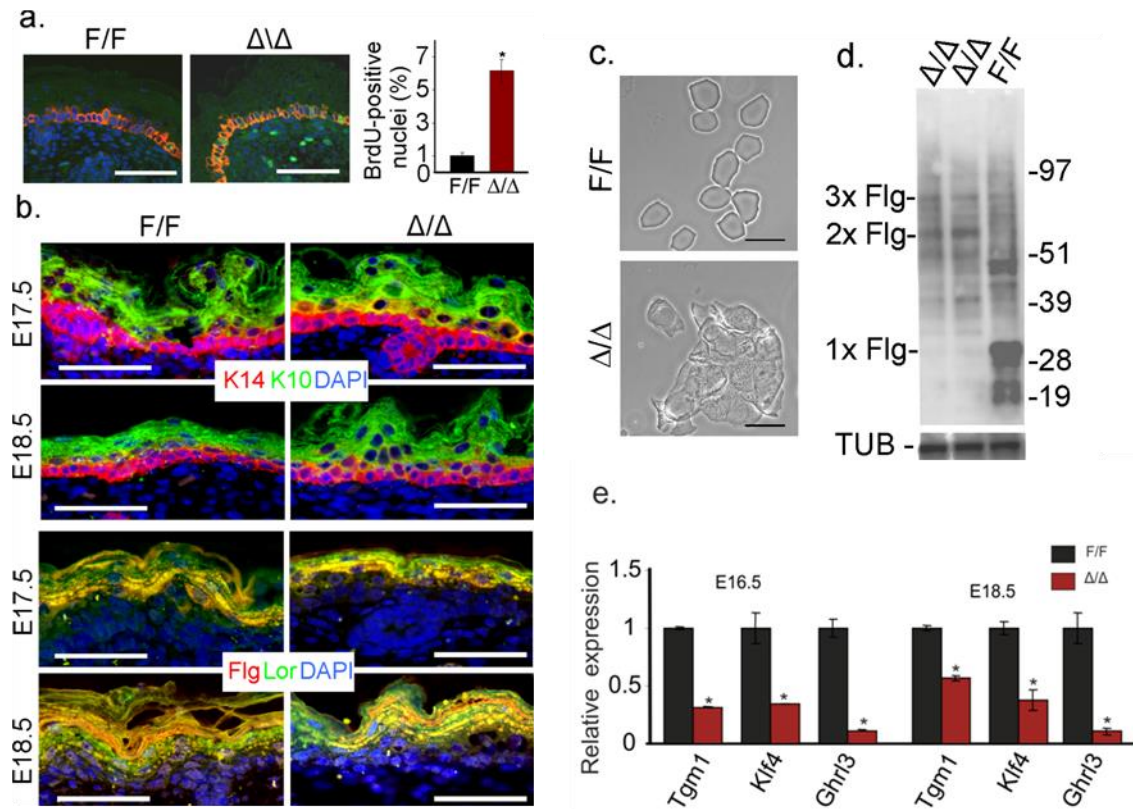 a.
F/F
Δ\Δ
BrdU-positive
nuclei (%)
7
5
3
1
0
*
F/F
Δ/Δ
b.
F/F
Δ/Δ
E17.5
K14 K10 DAPI
E18.5
E17.5
Flg Lor DAPI
E18.5
c.
F/F
Δ/Δ
d.
Δ/Δ
Δ/Δ
F/F
3x Flg-
2x Flg-
1x Flg-
-97
-51
-39
-28
-19
TUB -
e.
F/F
Δ/Δ
Relative expression
1.5
1
0.5
0
E16.5
E18.5
*
*
*
*
*
*
Tgm1
Klf4
Ghrl3
Tgm1
Klf4
Ghrl3